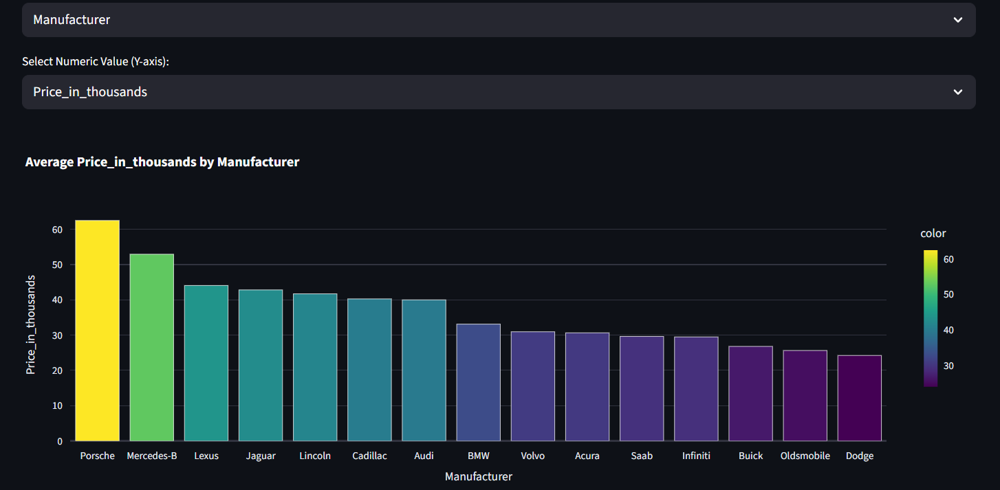 Manufacturer
Select Numeric Value (Y-axis):
Price_in_thousands
Average Price_in_thousands by Manufacturer
Price_in_thousands
60
50
40
30
20
10
0
Porsche Mercedes-B Lexus Jaguar Lincoln Cadillac Audi BMW Volvo Acura Saab Infiniti Buick Oldsmobile Dodge
Manufacturer
color
60
50
40
30